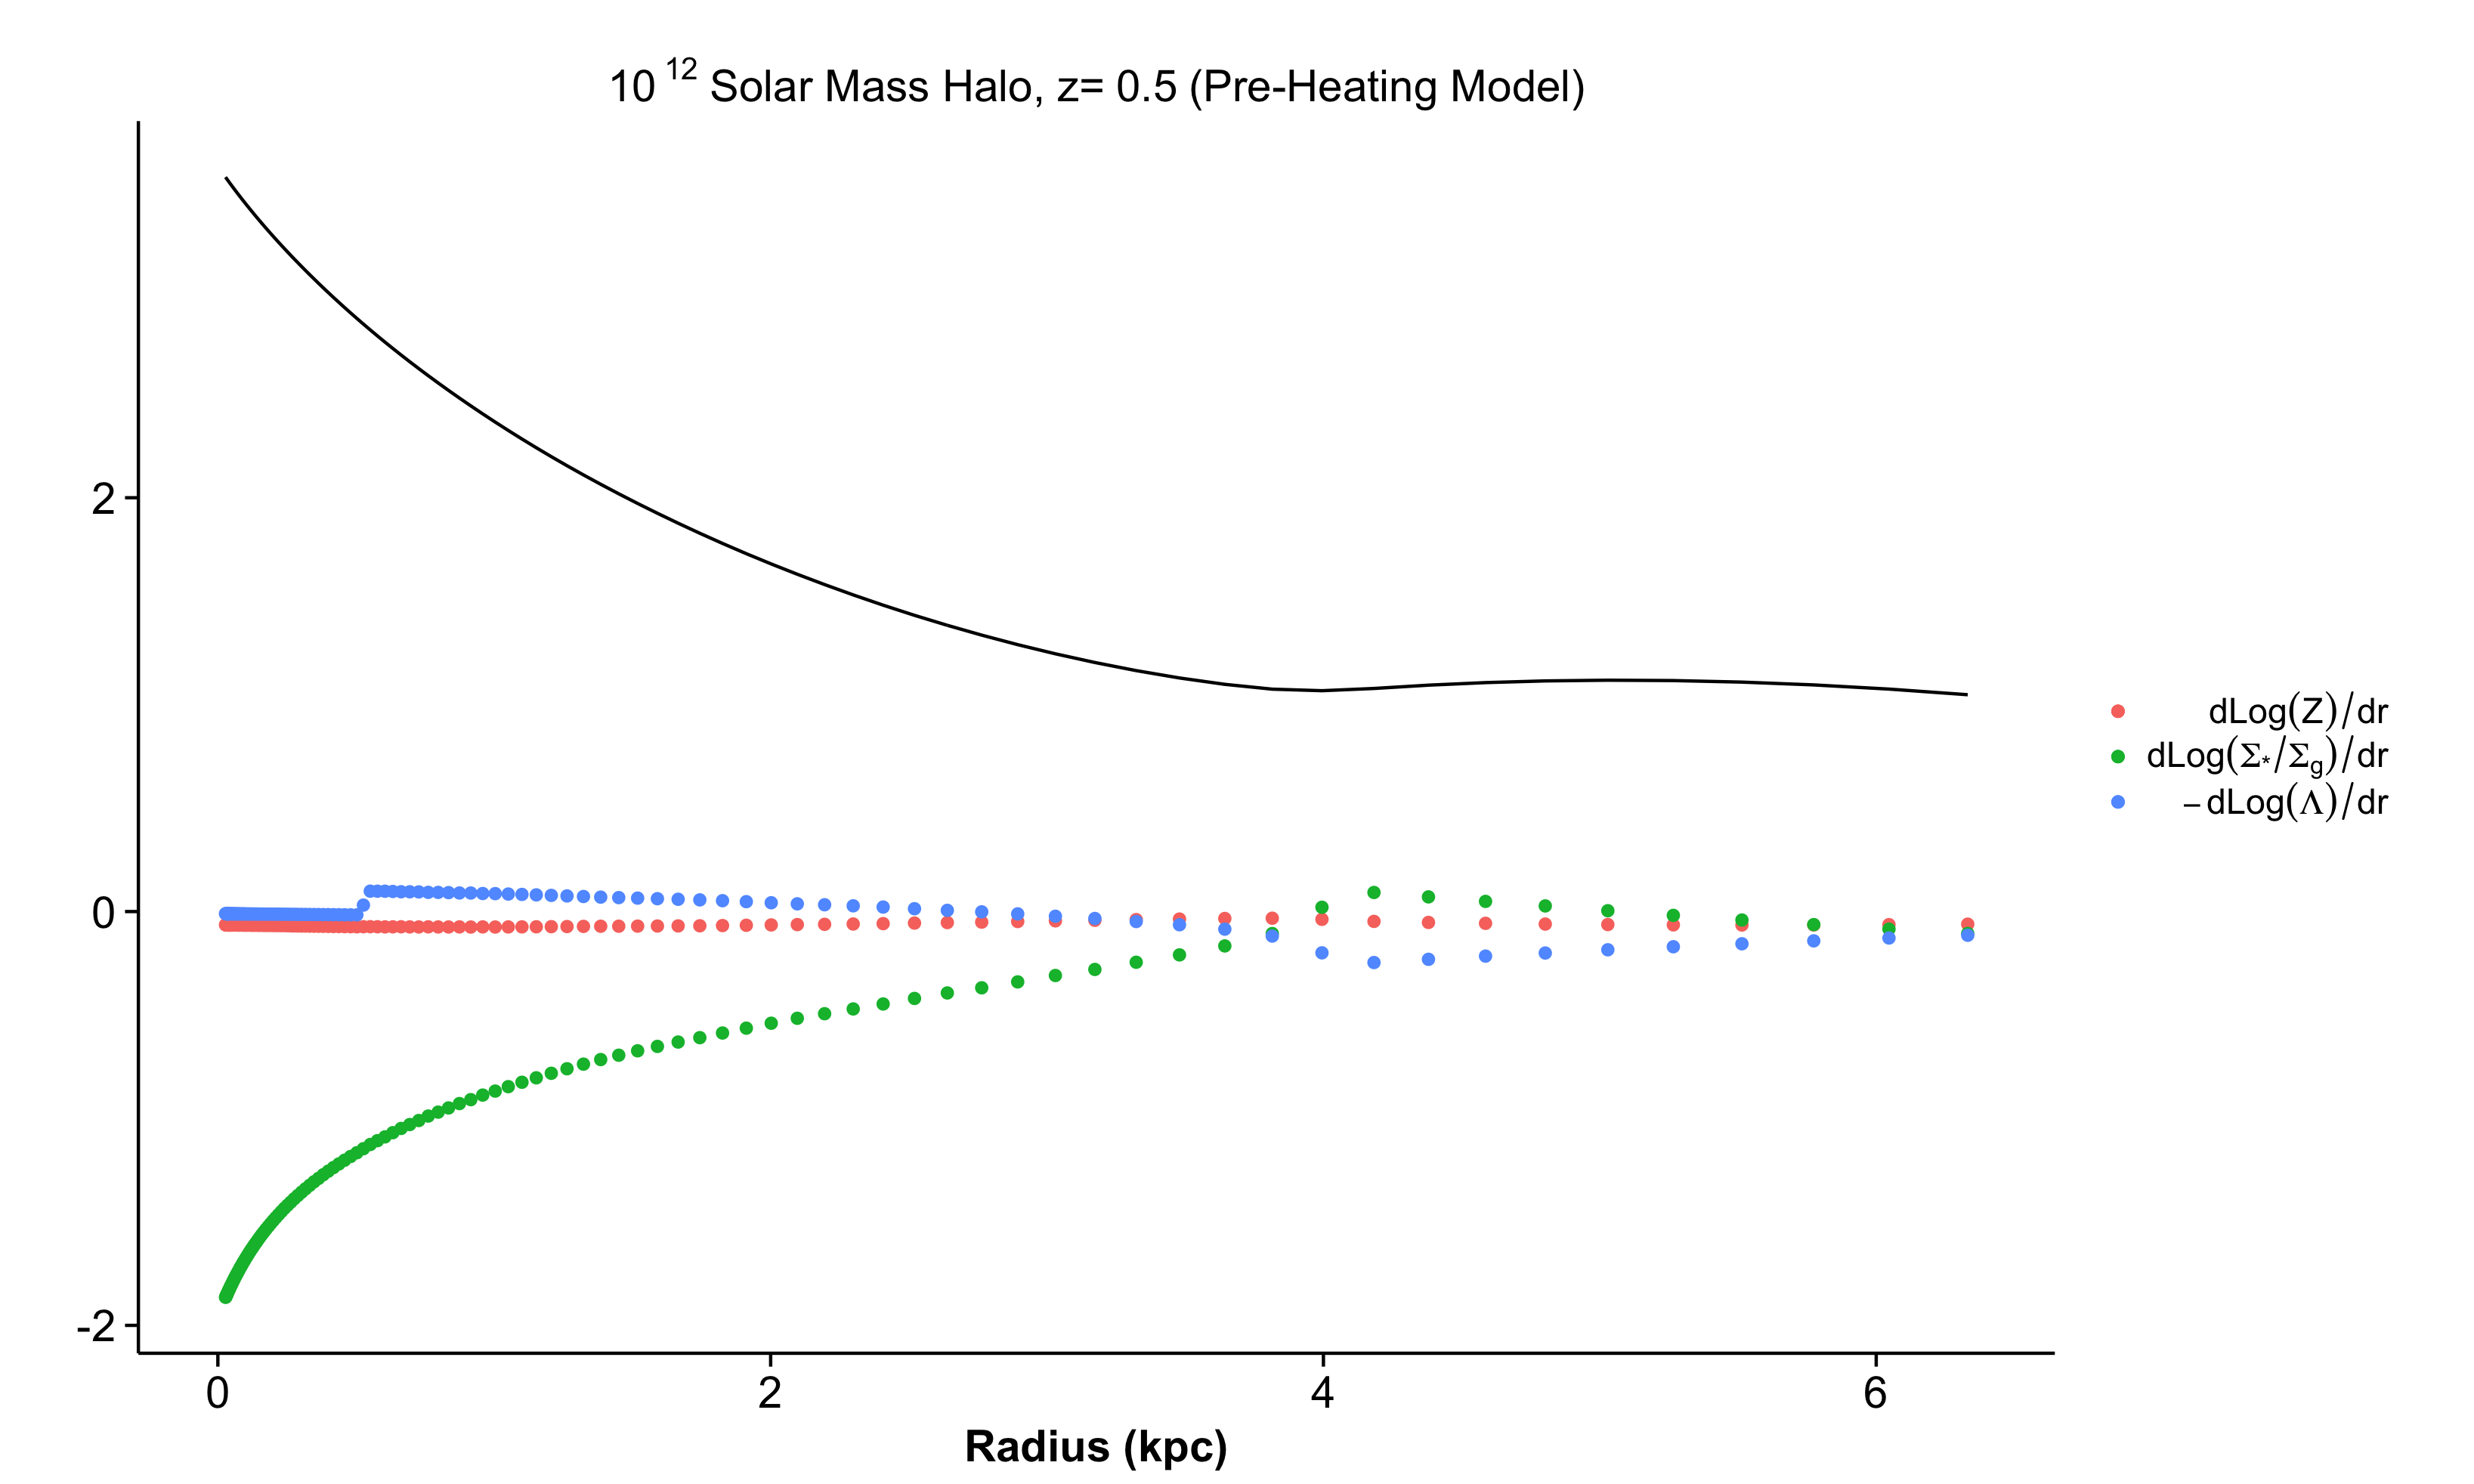 10 12 Solar Mass Halo, z= 0.5 (Pre-Heating Model)
2
0
-2
0 2 4 6
Radius (kpc)
dLog(Z)/dr
dLog(Σ*/Σg)/dr
−dLog(Λ)/dr